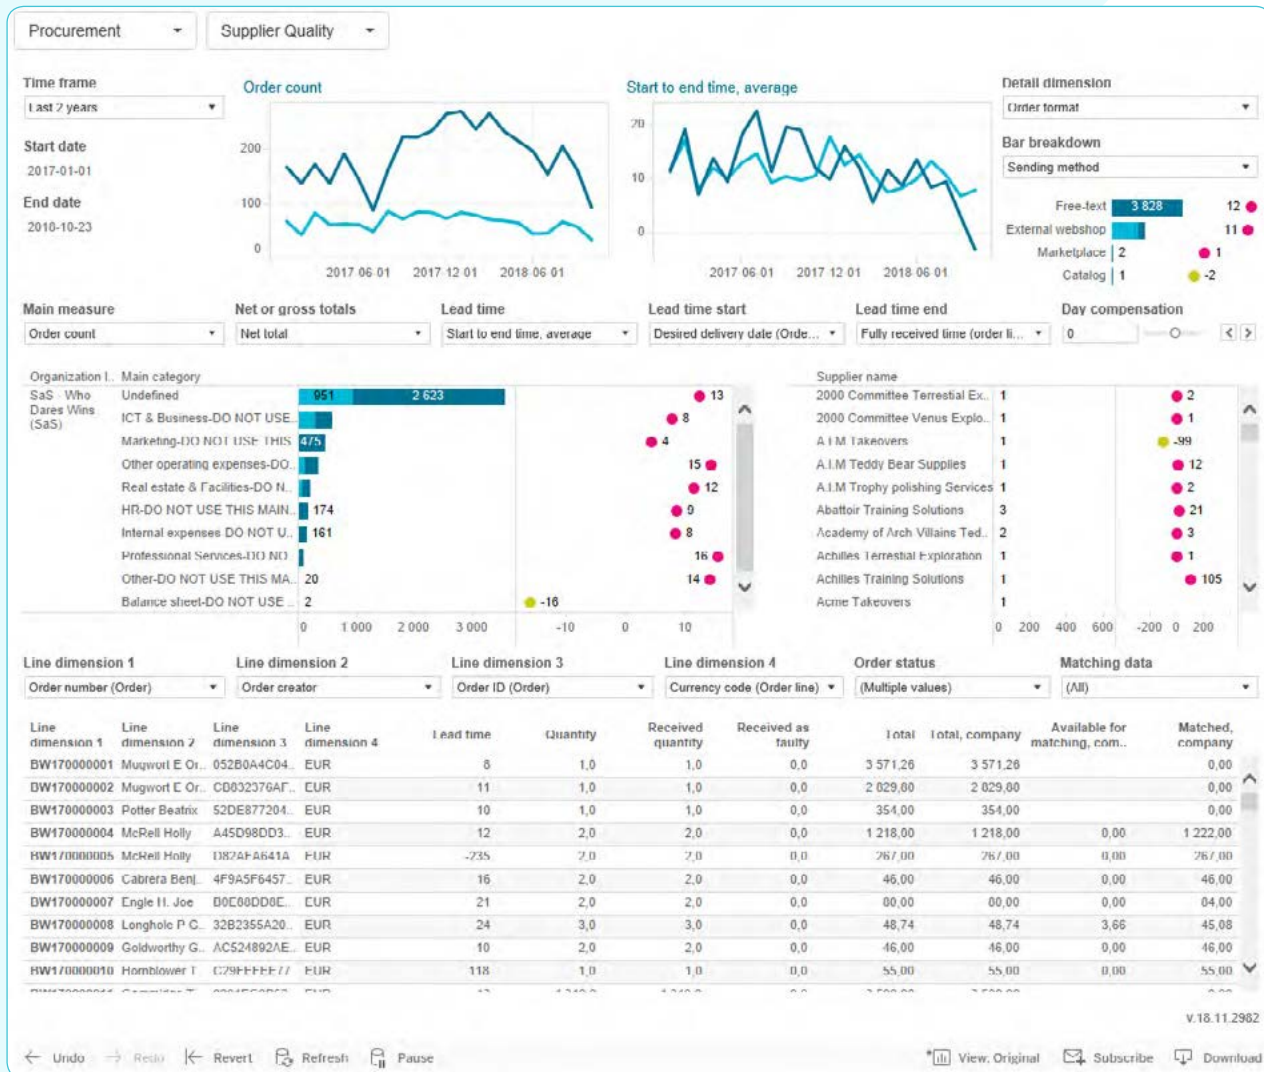 Procurement Supplier Quality
Time frame
Last 2 years
Start date
2017-01-01
End date
2018-10-23
Order count
200
100
0
2017 06 01 2017 12 01 2018 06 01
Start to end time, average
20
10
0
2017 06 01 2017 12 01 2018 06 01
Detail dimension
Order format
Bar breakdown
Sending method
Free-text 3 828 12
External webshop 11
Marketplace 2 1
Catalog 1 -2
Main measure Net or gross totals Lead time Lead time start Lead time end Day compensation
Order count Net total Start to end time, average Desired delivery date (Orde... Fully received time (order li... 0
Organization l.. Main category
SaS - Who Dares Wins (SaS)
Undefined 951 2 623 13
ICT & Business-DO NOT USE.. 8
Marketing-DO NOT USE THIS 475 4
Other operating expenses-DO.. 15
Real estate & Facilities-DO N.. 12
HR-DO NOT USE THIS MAIN.. 174 9
Internal expenses DO NOT U.. 161 8
Professional Services-DO NO.. 16
Other-DO NOT USE THIS MA.. 20 14
Balance sheet-DO NOT USE .. 2 -16
0 1 000 2 000 3 000 -10 0 10
Supplier name
2000 Committee Terrestial Ex.. 1 2
2000 Committee Venus Explo.. 1 1
A.I.M Takeovers 1 -99
A.I.M Teddy Bear Supplies 1 12
A.I.M Trophy polishing Services 1 2
Abattoir Training Solutions 3 21
Academy of Arch Villains Ted.. 2 3
Achilles Terrestial Exploration 1 1
Achilles Training Solutions 1 105
Acme Takeovers 1
0 200 400 600 -200 0 200
Line dimension 1 Line dimension 2 Line dimension 3 Line dimension 4 Order status Matching data
Order number (Order) Order creator Order ID (Order) Currency code (Order line) (Multiple values) (All)
Line dimension 1 Line dimension 2 Line dimension 3 Line dimension 4 Lead time Quantity Received quantity Received as faulty Total Total, company Available for matching, com.. Matched, company
BW170000001 Mugwort E Or.. 052B0A4C04.. EUR 8 1,0 1,0 0,0 3 571,26 3 571,26 0,00
BW170000002 Mugwort E Or.. CB832376AF.. EUR 11 1,0 1,0 0,0 2 029,80 2 029,80 0,00
BW170000003 Potter Beatrix 52DE877204.. EUR 10 1,0 1,0 0,0 354,00 354,00 0,00
BW170000004 McRell Holly A45D98DD3.. EUR 12 2,0 2,0 0,0 1 218,00 1 218,00 0,00 1 222,00
BW170000005 McRell Holly D82AFA641A EUR -235 2,0 2,0 0,0 267,00 267,00 0,00 267,00
BW170000006 Cabrera Benj.. 4F9A5F6457.. EUR 16 2,0 2,0 0,0 46,00 46,00 0,00 46,00
BW170000007 Engle H. Joe B0E88DD8E.. EUR 21 2,0 2,0 0,0 0,00
BW170000008 Longhole P C.. 32B2355A20.. EUR 24 3,0 3,0 0,0 48,74 48,74 3,66 45,08
BW170000009 Goldworthy G.. AC524892AE.. EUR 10 2,0 2,0 0,0 46,00 46,00 0,00 46,00
BW170000010 Hornblower T EUR 118 1,0 1,0 0,0 55,00 55,00 0,00 55,00
v.18.11.2982
Undo Redo Revert Refresh Pause View: Original Subscribe Download